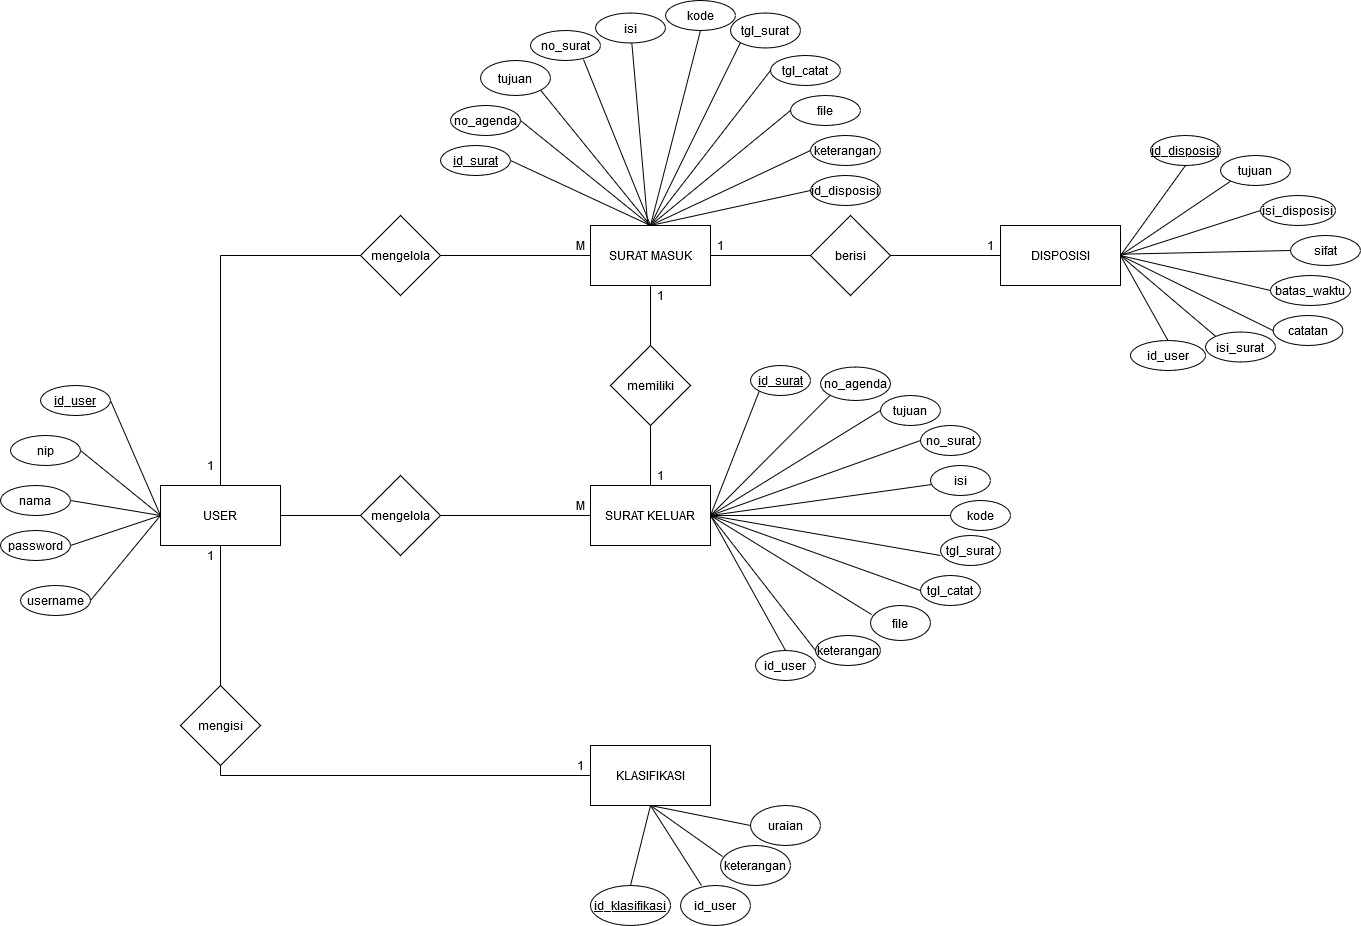 kode
isi
tgl_surat
no_surat
tgl_catat
tujuan
file
no_agenda
keterangan
id_surat
id_disposisi
id_disposisi
tujuan
isi_disposisi
sifat
batas_waktu
catatan
isi_surat
id_user
mengelola
M
SURAT MASUK
1
berisi
1
DISPOSISI
1
memiliki
1
id_surat
no_agenda
tujuan
no_surat
isi
kode
tgl_surat
tgl_catat
file
keterangan
id_user
id_user
nip
nama
password
username
1
USER
1
mengelola
M
SURAT KELUAR
mengisi
1
KLASIFIKASI
uraian
keterangan
id_klasifikasi
id_user